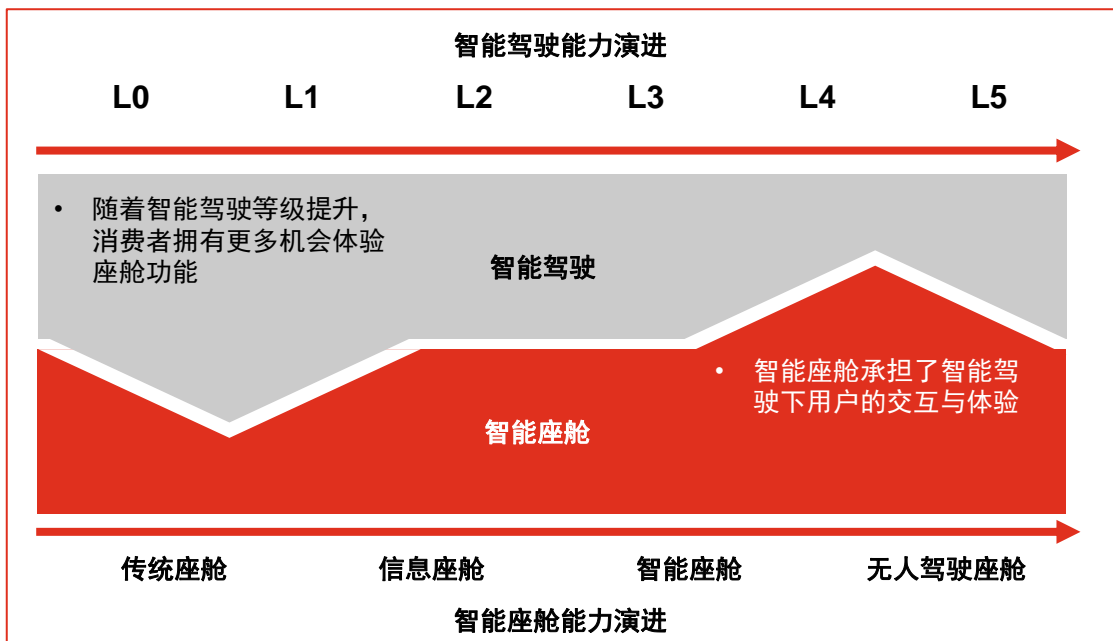 智能驾驶能力演进
L0 L1 L2 L3 L4 L5
• 随着智能驾驶等级提升，
消费者拥有更多机会体验
座舱功能
智能驾驶
• 智能座舱承担了智能驾
驶下用户的交互与体验
智能座舱
传统座舱 信息座舱 智能座舱 无人驾驶座舱
智能座舱能力演进